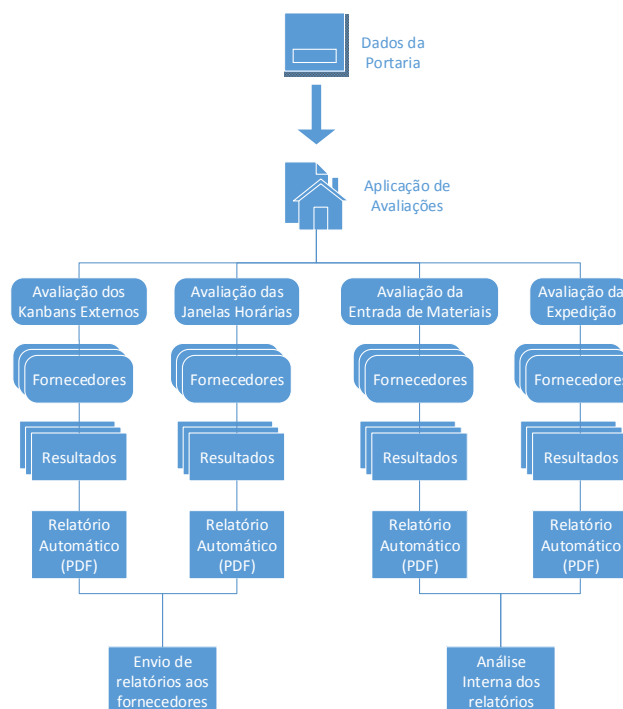 Dados da
Portaria
Aplicação de
Avaliações
Avaliação dos
Kanbans Externos
Avaliação das
Janelas Horárias
Avaliação da
Entrada de Materiais
Avaliação da
Expedição
Fornecedores
Fornecedores
Fornecedores
Fornecedores
Resultados
Resultados
Resultados
Resultados
Relatório
Automático
(PDF)
Relatório
Automático
(PDF)
Relatório
Automático
(PDF)
Relatório
Automático
(PDF)
Envio de
relatórios aos
fornecedores
Análise
Interna dos
relatórios